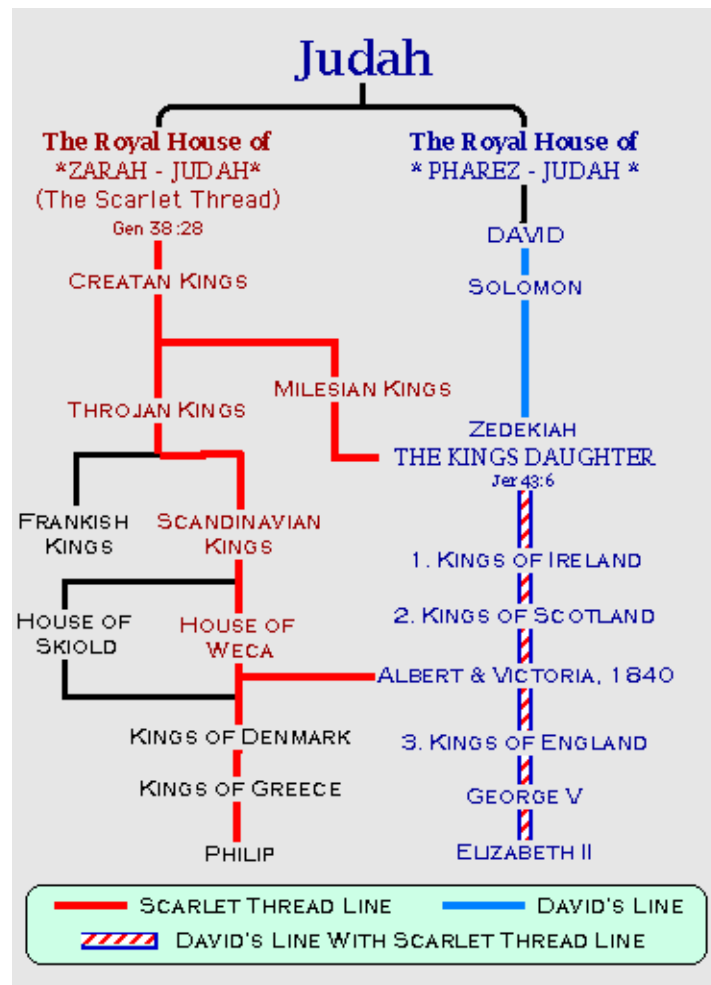 Judah
The Royal House of
*ZARAH - JUDAH*
(The Scarlet Thread)
Gen 38:28
The Royal House of
* PHAREZ - JUDAH *
DAVID
CREATAN KINGS
SOLOMON
MILESIAN KINGS
THROJAN KINGS
ZEDEKIAH
THE KINGS DAUGHTER
Jer 43:6
FRANKISH
KINGS
SCANDINAVIAN
KINGS
1. KINGS OF IRELAND
HOUSE OF
SKIOLD
HOUSE OF
WECA
2. KINGS OF SCOTLAND
ALBERT & VICTORIA, 1840
KINGS OF DENMARK
3. KINGS OF ENGLAND
KINGS OF GREECE
GEORGE V
PHILIP
ELIZABETH II
SCARLET THREAD LINE
DAVID'S LINE
DAVID'S LINE WITH SCARLET THREAD LINE